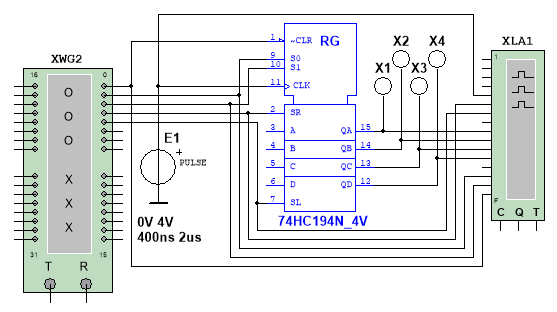 XWG2
16 0
O
O
O
X
X
X
31 15
T R
E1
+
PULSE
0V 4V
400ns 2us
RG
1 ~CLR
9 S0
10 S1
11 CLK
2 SR
3 A QA 15
4 B QB 14
5 C QC 13
6 D QD 12
7 SL
74HC194N_4V
X1
X2
X3
X4
XLA1
1
F
C Q T